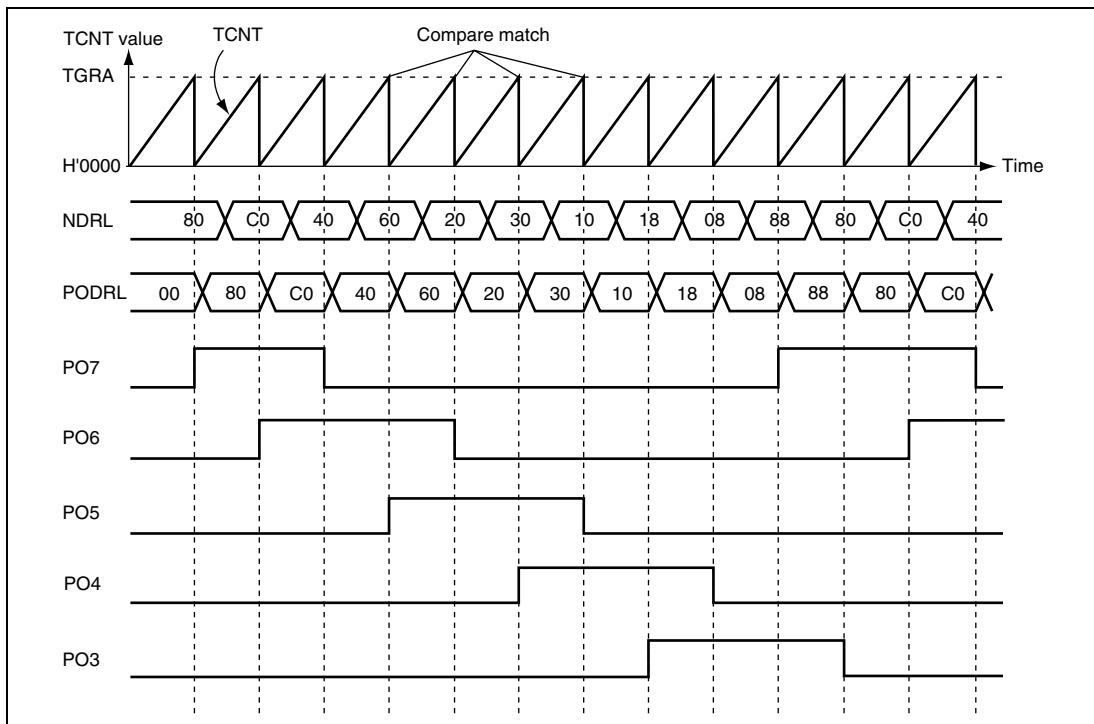 TCNT value
TCNT
Compare match
TGRA
H'0000
Time
NDRL 80 C0 40 60 20 30 10 18 08 88 80 C0 40
PODRL 00 80 C0 40 60 20 30 10 18 08 88 80 C0
PO7
PO6
PO5
PO4
PO3